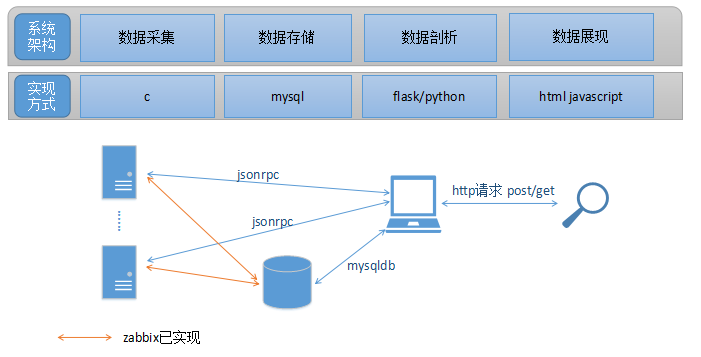 系统
架构
数据采集
数据存储
数据剖析
数据展现
实现
方式
c
mysql
flask/python
html javascript
jsonrpc
http请求 post/get
jsonrpc
mysqldb
zabbix已实现